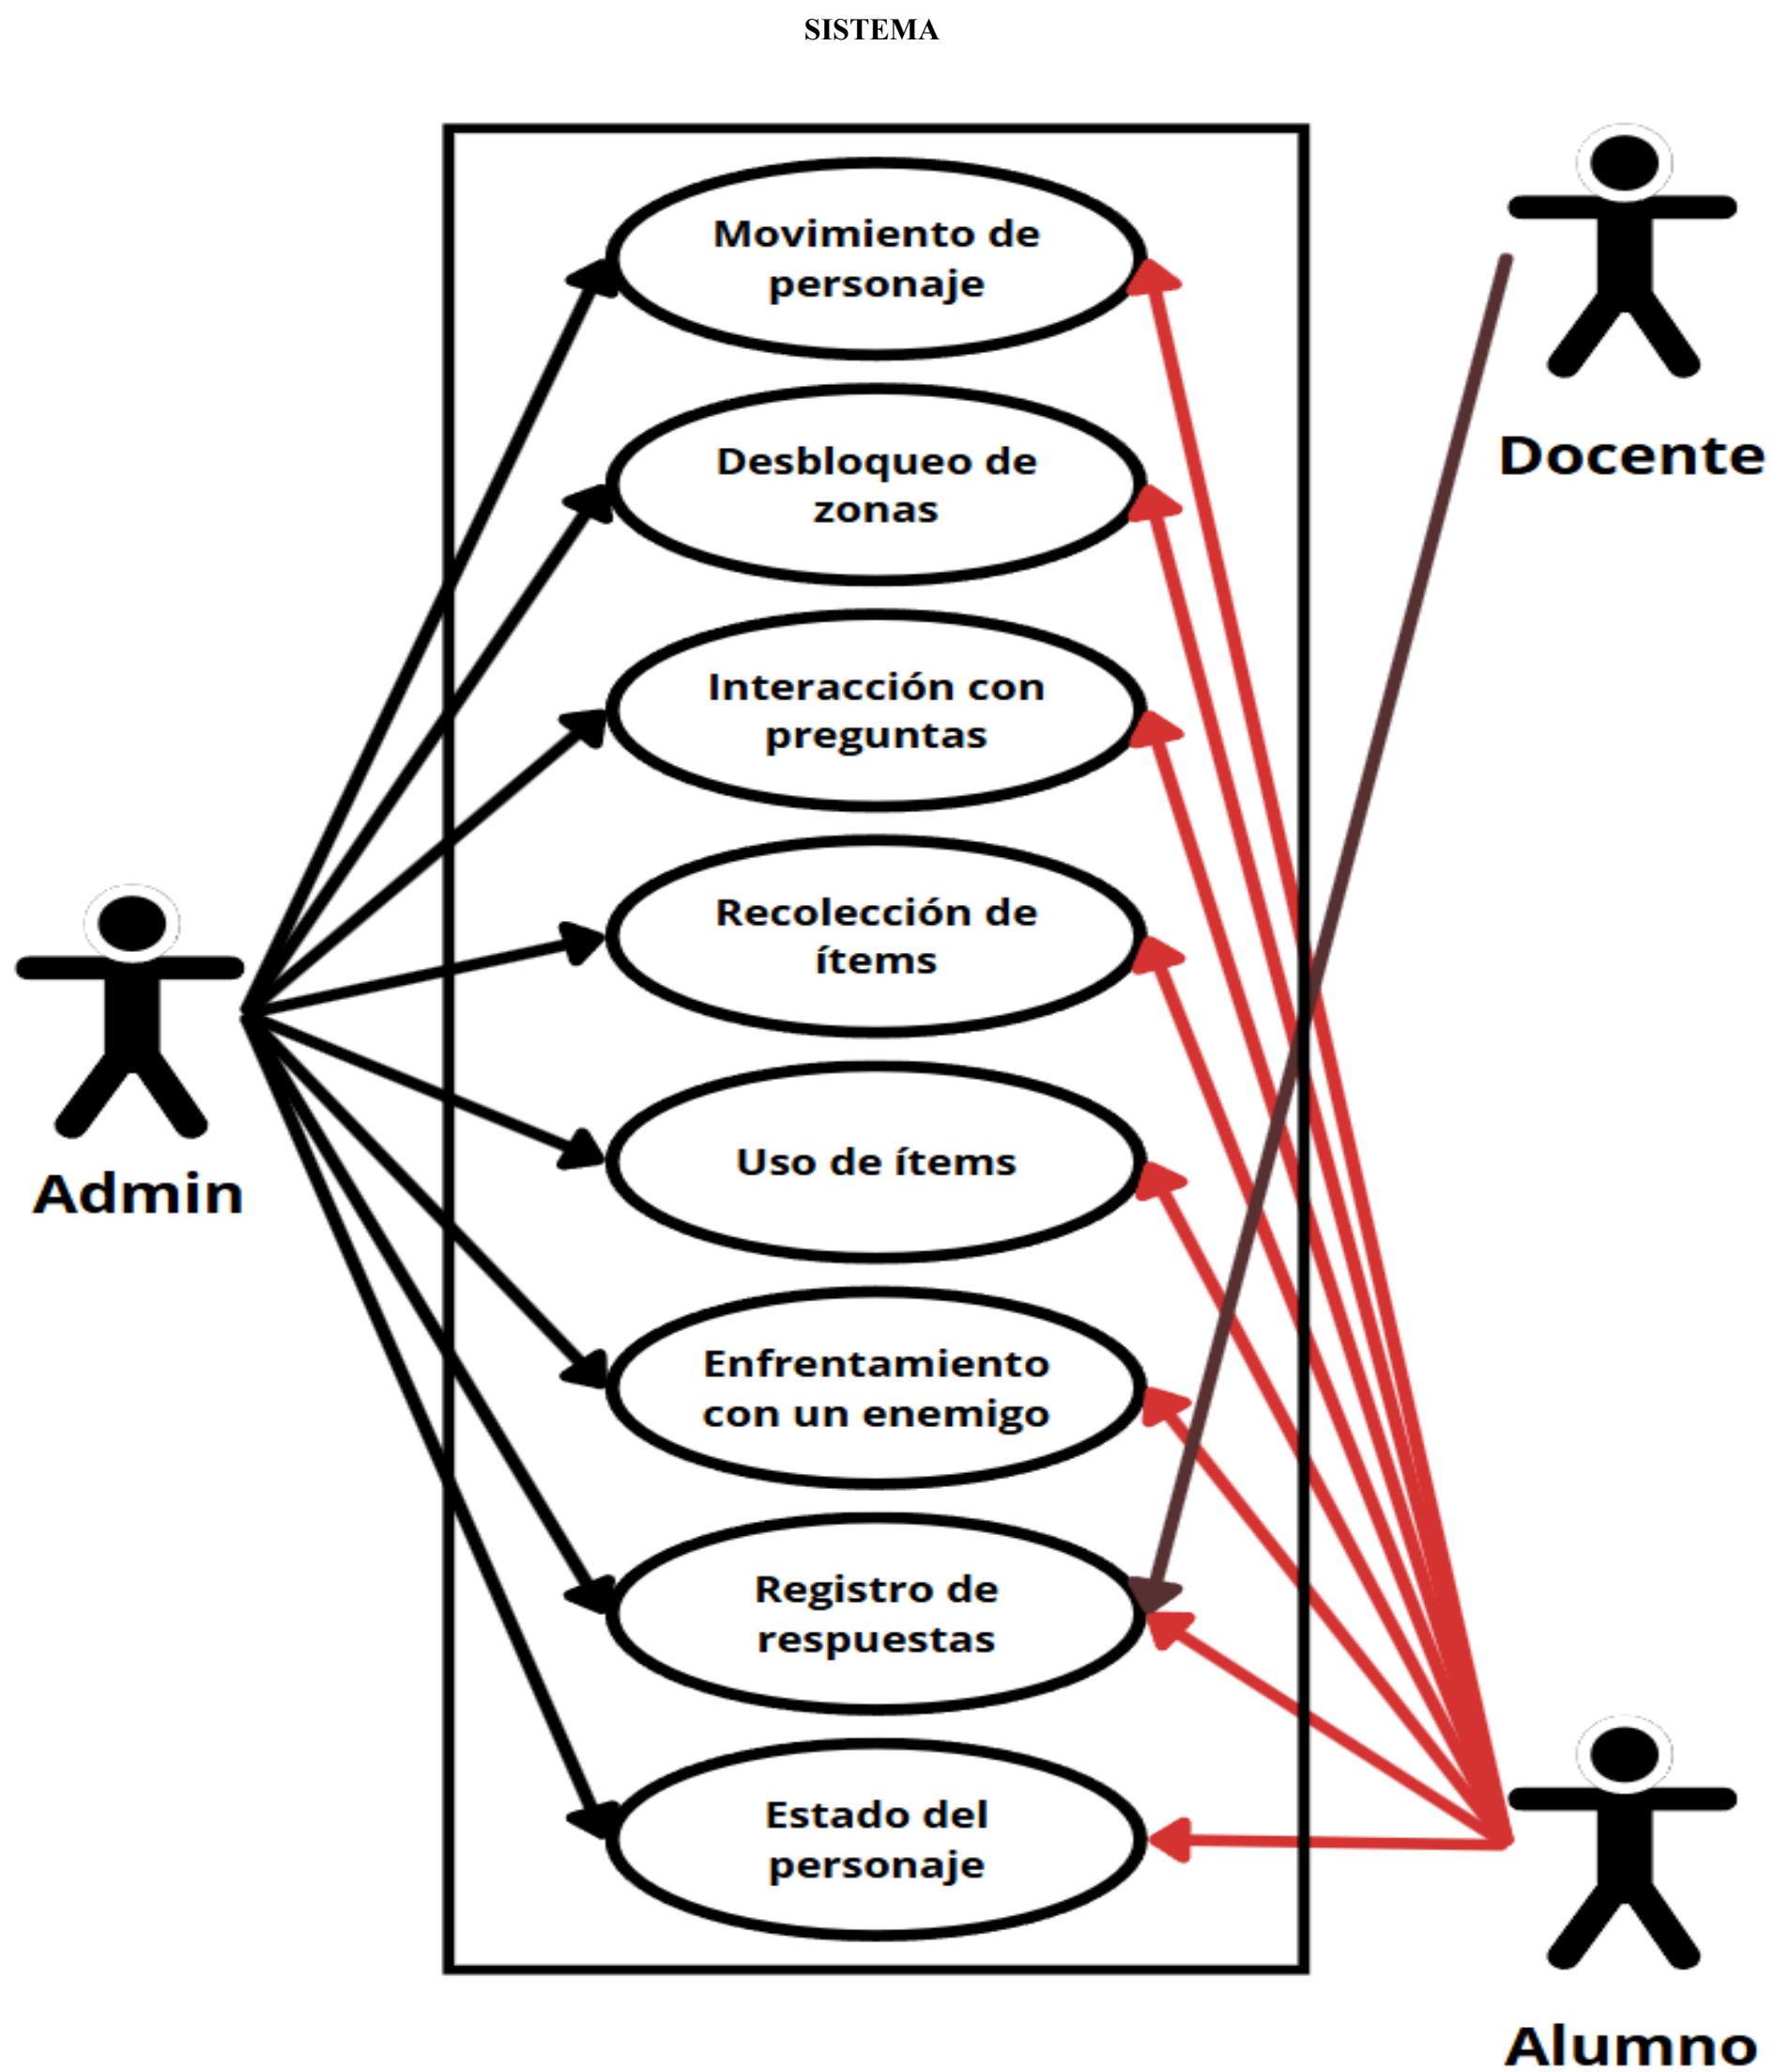 SISTEMA
Movimiento de
personaje
Docente
Desbloqueo de
zonas
Interacción con
preguntas
Recolección de
ítems
Admin
Uso de ítems
Enfrentamiento
con un enemigo
Registro de
respuestas
Estado del
personaje
Alumno